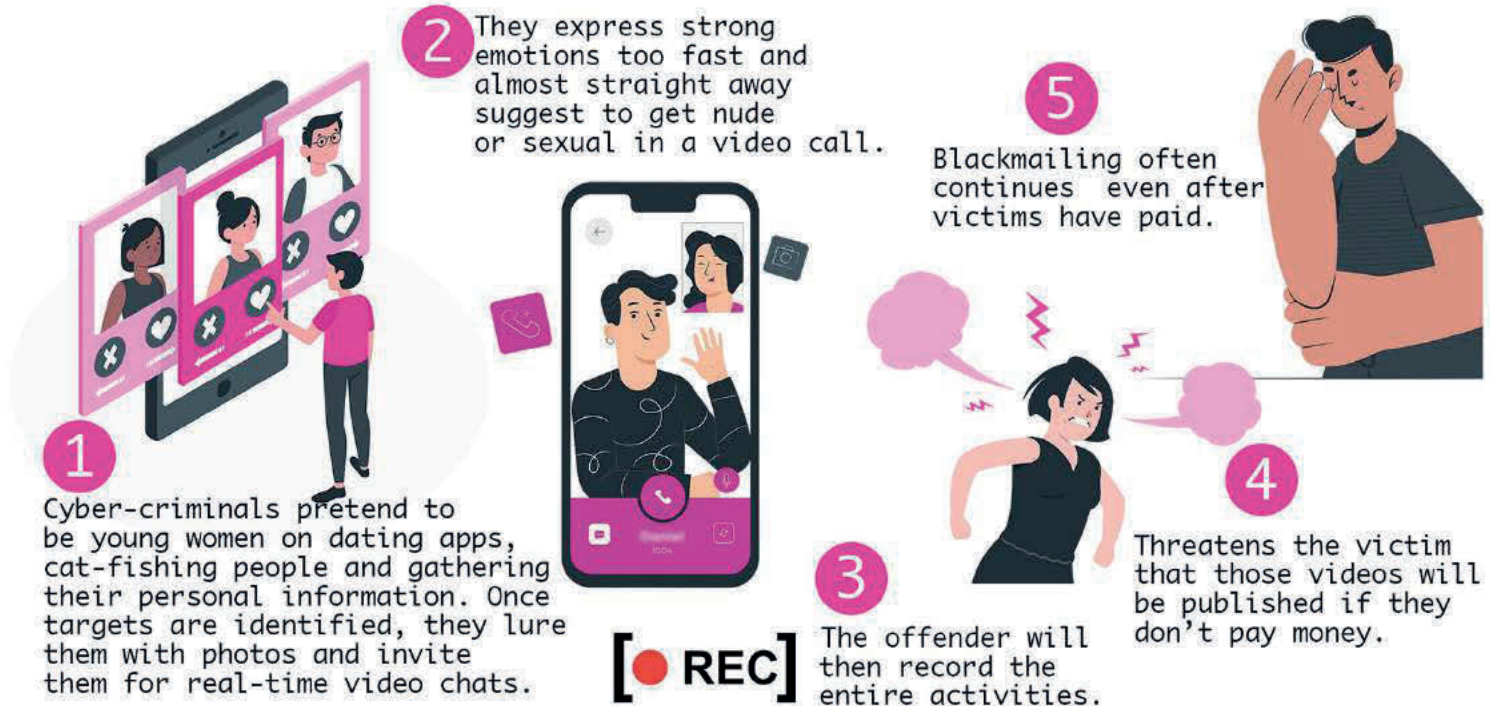 1
Cyber-criminals pretend to
be young women on dating apps,
cat-fishing people and gathering
their personal information. Once
targets are identified, they lure
them with photos and invite
them for real-time video chats.
2
They express strong
emotions too fast and
almost straight away
suggest to get nude
or sexual in a video call.
[REC]
3
The offender will
then record the
entire activities.
4
Threatens the victim
that those videos will
be published if they
don't pay money.
5
Blackmailing often
continues even after
victims have paid.